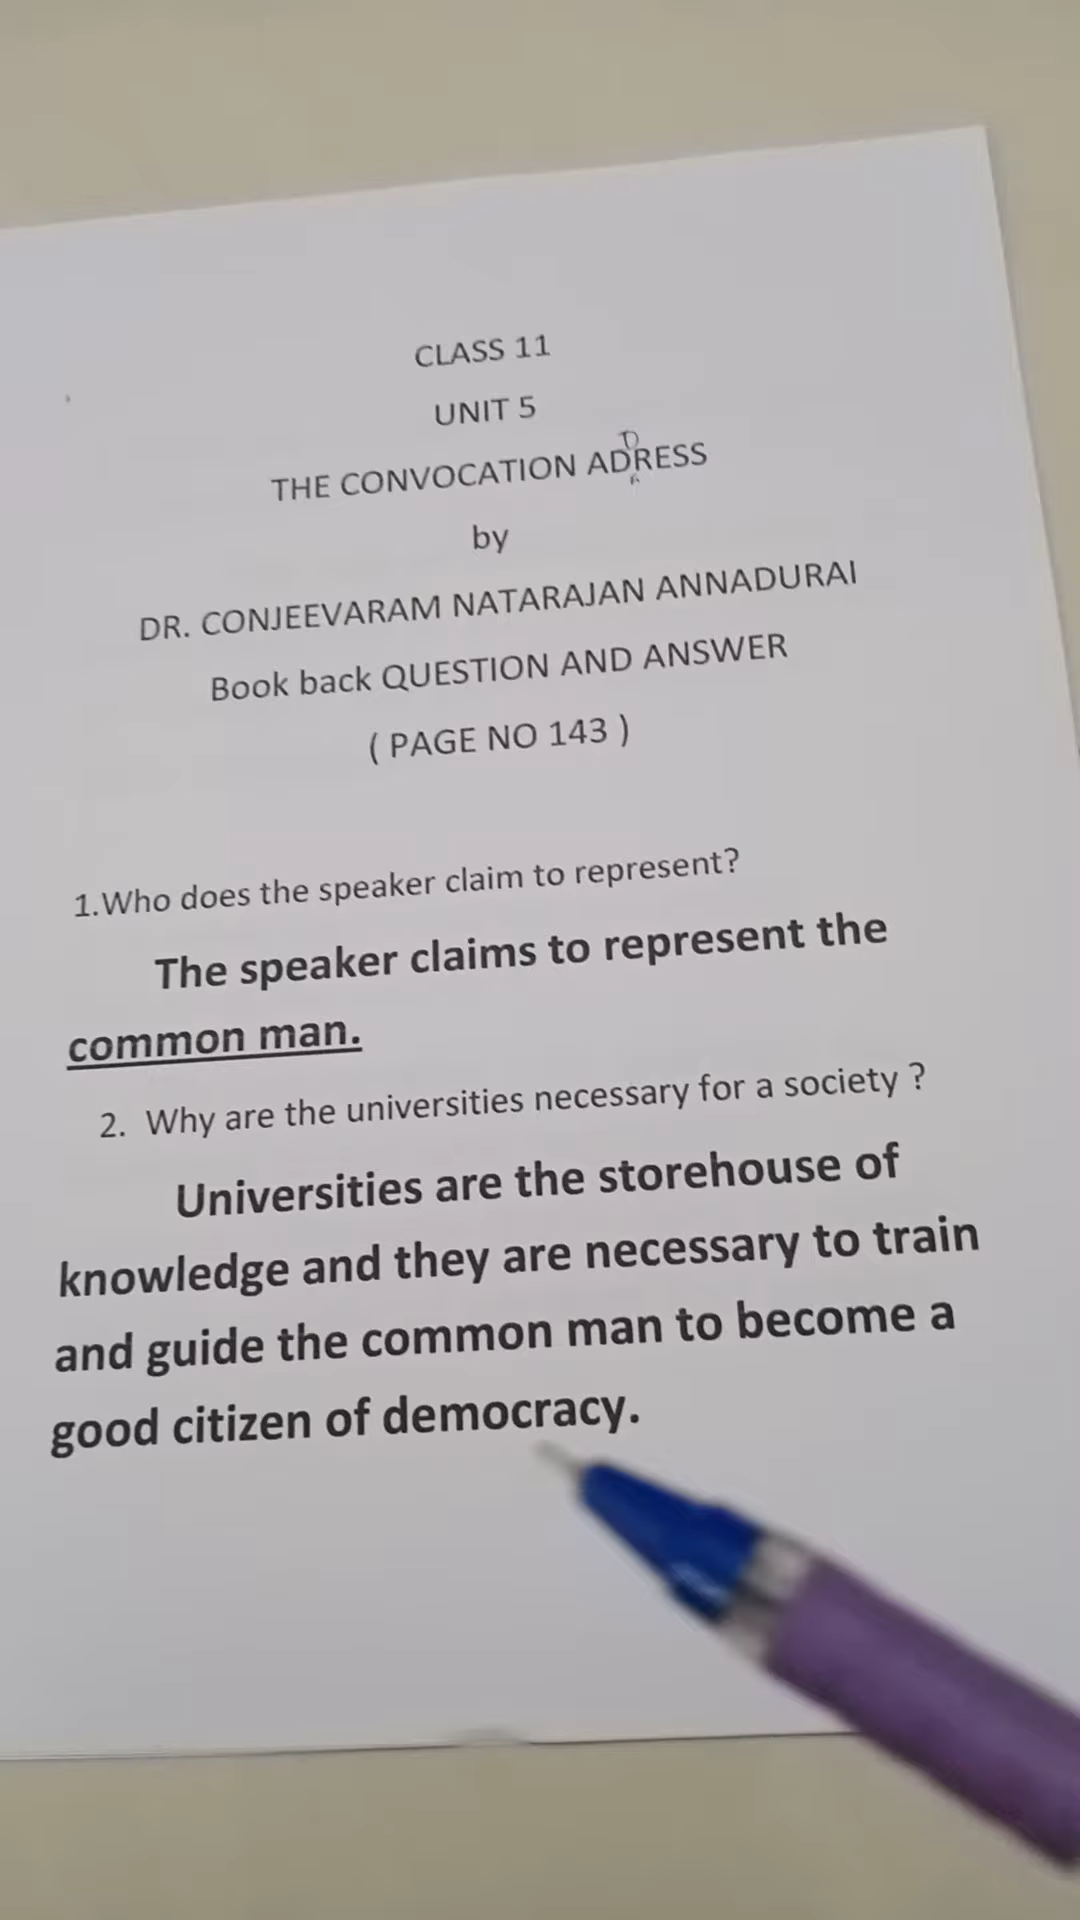 CLASS 11
UNIT 5
D
THE CONVOCATION ADRESS
by
DR. CONJEEVARAM NATARAJAN ANNADURAI
Book back QUESTION AND ANSWER
( PAGE NO 143 )
1.Who does the speaker claim to represent?
The speaker claims to represent the
common man.
2. Why are the universities necessary for a society ?
Universities are the storehouse of
knowledge and they are necessary to train
and guide the common man to become a
good citizen of democracy.